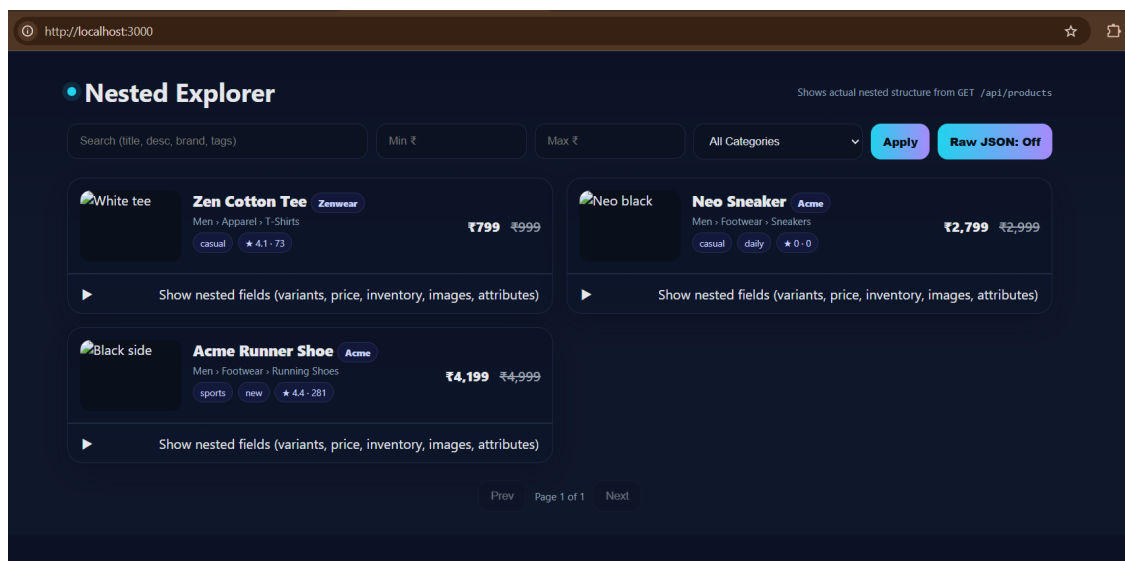 http://localhost:3000
Nested Explorer
Shows actual nested structure from GET /api/products
Search (title, desc, brand, tags)
Min ₹
Max ₹
All Categories
Apply
Raw JSON: Off
White tee
Zen Cotton Tee Zenwear
Men › Apparel › T-Shirts
casual ★ 4.1 · 73
₹799 ₹999
Show nested fields (variants, price, inventory, images, attributes)
Neo black
Neo Sneaker Acme
Men › Footwear › Sneakers
casual daily ★ 0 · 0
₹2,799 ₹2,999
Show nested fields (variants, price, inventory, images, attributes)
Black side
Acme Runner Shoe Acme
Men › Footwear › Running Shoes
sports new ★ 4.4 · 281
₹4,199 ₹4,999
Show nested fields (variants, price, inventory, images, attributes)
Prev Page 1 of 1 Next